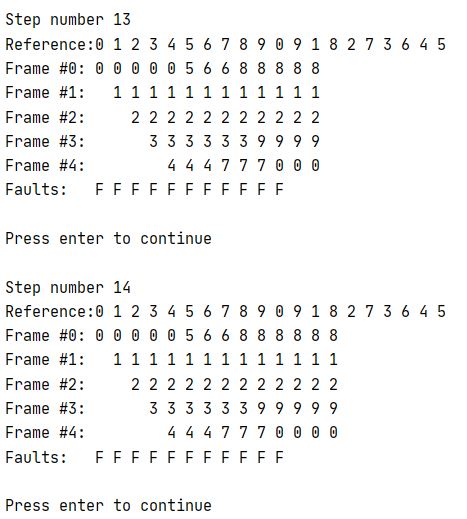 Step number 13
Reference:0 1 2 3 4 5 6 7 8 9 0 9 1 8 2 7 3 6 4 5
Frame #0: 0 0 0 0 0 5 6 6 8 8 8 8 8
Frame #1:   1 1 1 1 1 1 1 1 1 1 1 1
Frame #2:     2 2 2 2 2 2 2 2 2 2 2
Frame #3:       3 3 3 3 3 3 9 9 9 9
Frame #4:         4 4 4 7 7 7 0 0 0
Faults:   F F F F F F F F F F F
Press enter to continue
Step number 14
Reference:0 1 2 3 4 5 6 7 8 9 0 9 1 8 2 7 3 6 4 5
Frame #0: 0 0 0 0 0 5 6 6 8 8 8 8 8 8
Frame #1:   1 1 1 1 1 1 1 1 1 1 1 1 1
Frame #2:     2 2 2 2 2 2 2 2 2 2 2 2
Frame #3:       3 3 3 3 3 3 9 9 9 9 9
Frame #4:         4 4 4 7 7 7 0 0 0 0
Faults:   F F F F F F F F F F F
Press enter to continue